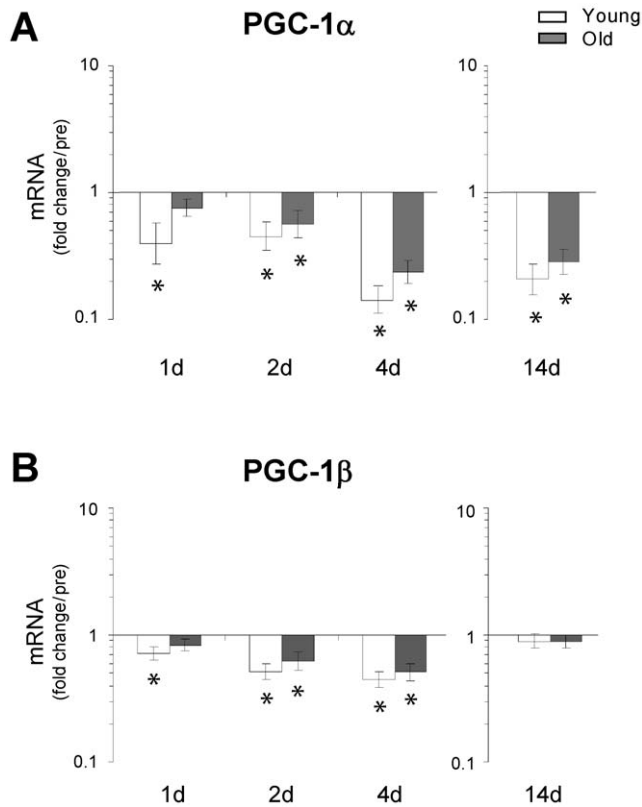 A
PGC-1α
Young
Old
mRNA
(fold change/pre)
10
1
0.1
10
1
0.1
*
*
*
*
*
*
*
1d
2d
4d
14d
B
PGC-1β
mRNA
(fold change/pre)
10
1
0.1
10
1
0.1
*
*
*
*
*
1d
2d
4d
14d